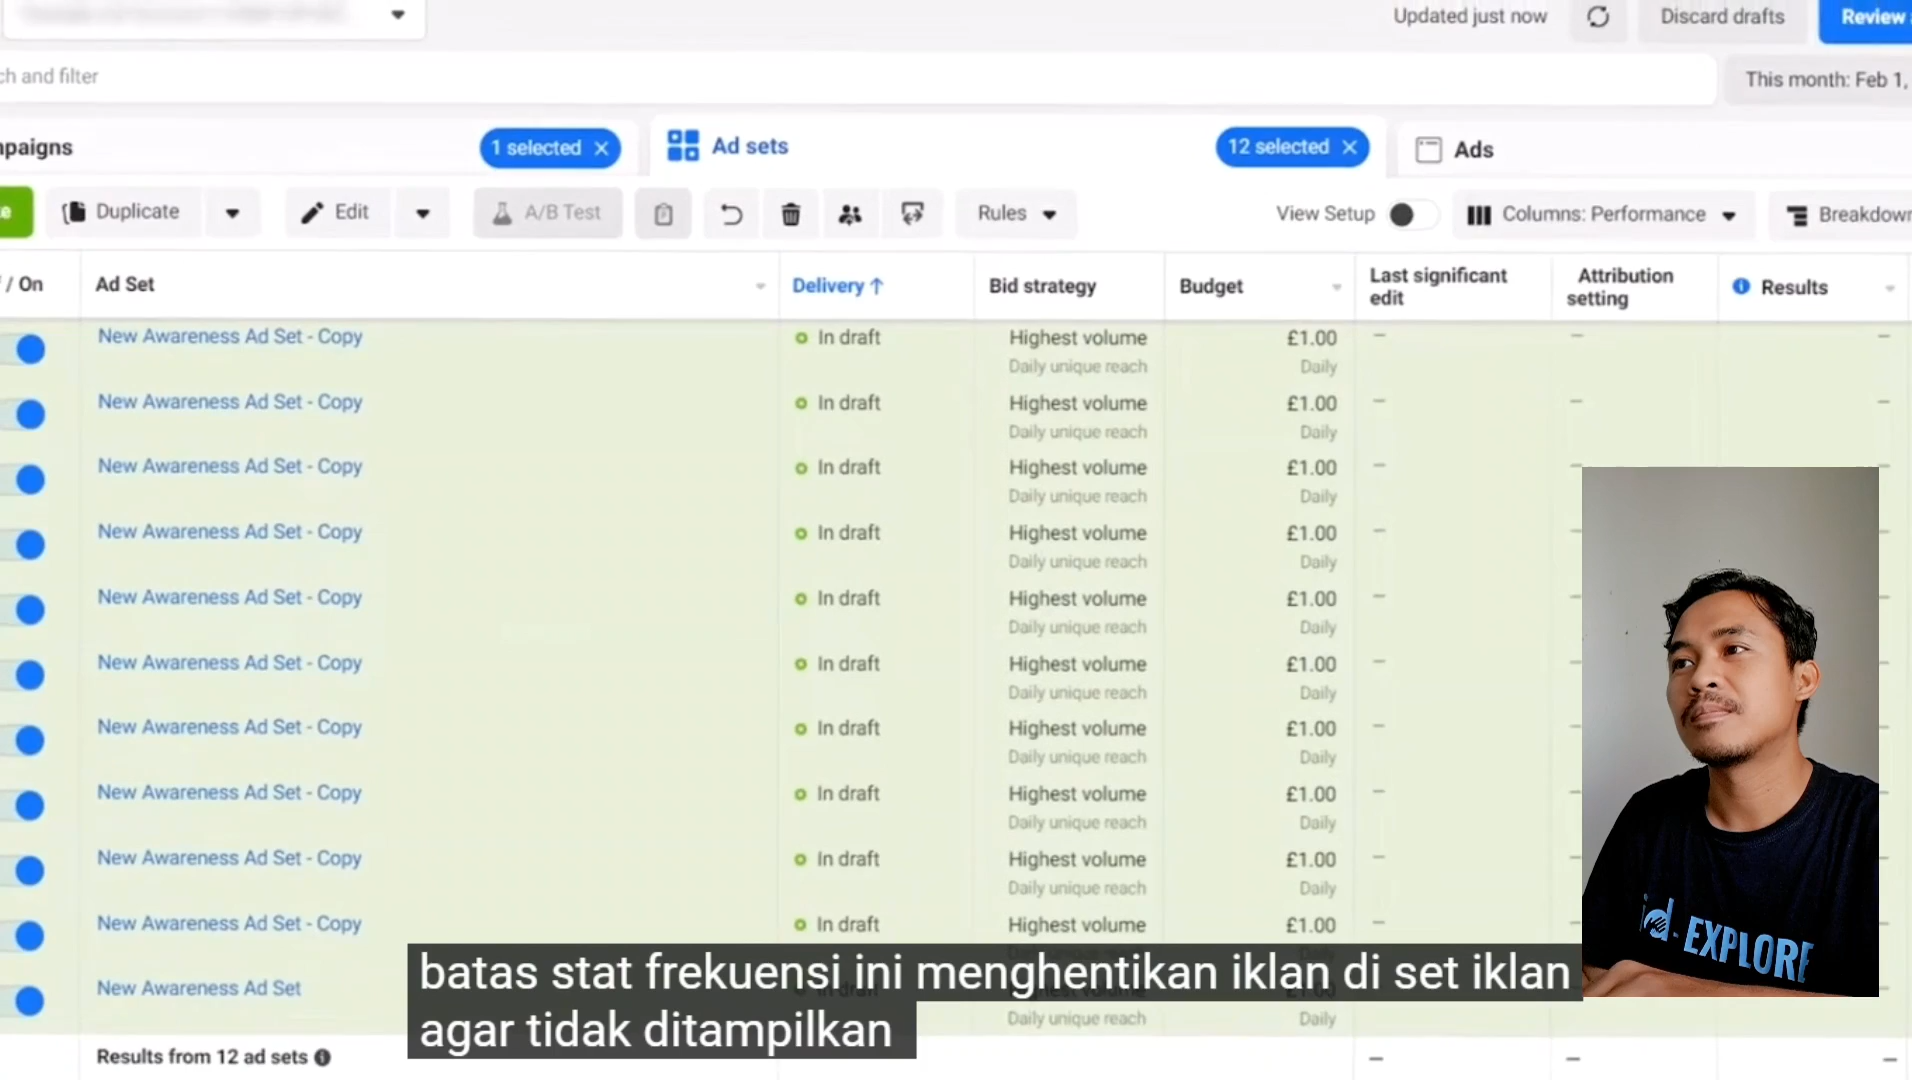 Updated just now
Discard drafts
Review
ch and filter
This month: Feb 1,
mpaigns
1 selected
Ad sets
12 selected
Ads
Duplicate
Edit
A/B Test
Rules
View Setup
Columns: Performance
Breakdown
/ On
Ad Set
Delivery ↑
Bid strategy
Budget
Last significant
edit
Attribution
setting
Results
New Awareness Ad Set - Copy In draft Highest volume £1.00 –
Daily unique reach Daily
New Awareness Ad Set - Copy In draft Highest volume £1.00 –
Daily unique reach Daily
New Awareness Ad Set - Copy In draft Highest volume £1.00 –
Daily unique reach Daily
New Awareness Ad Set - Copy In draft Highest volume £1.00 –
Daily unique reach Daily
New Awareness Ad Set - Copy In draft Highest volume £1.00 –
Daily unique reach Daily
New Awareness Ad Set - Copy In draft Highest volume £1.00 –
Daily unique reach Daily
New Awareness Ad Set - Copy In draft Highest volume £1.00 –
Daily unique reach Daily
New Awareness Ad Set - Copy In draft Highest volume £1.00 –
Daily unique reach Daily
New Awareness Ad Set - Copy In draft Highest volume £1.00 –
Daily unique reach Daily
New Awareness Ad Set - Copy In draft Highest volume £1.00 –
New Awareness Ad Set
Daily unique reach Daily
Results from 12 ad sets
id. EXPLORE
batas stat frekuensi ini menghentikan iklan di set iklan
agar tidak ditampilkan